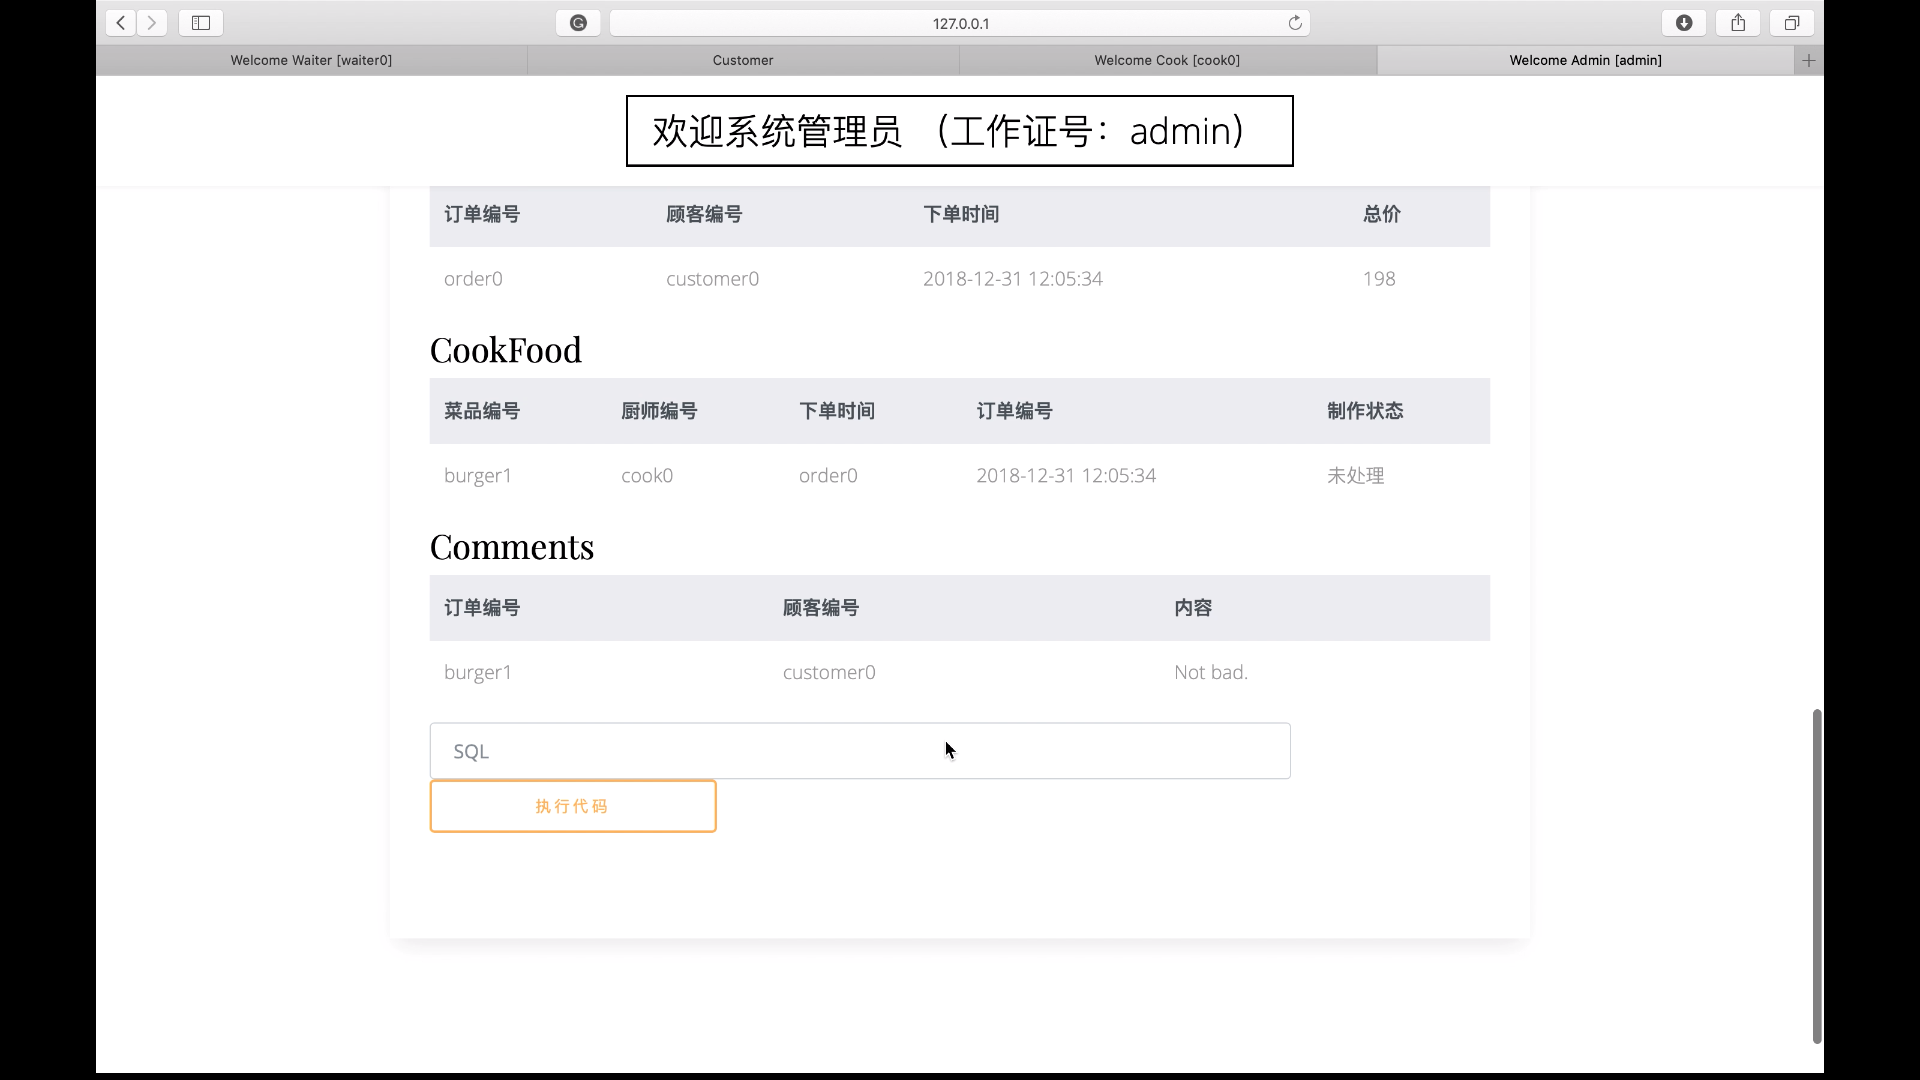 127.0.0.1
Welcome Waiter [waiter0] Customer Welcome Cook [cook0] Welcome Admin [admin]
欢迎系统管理员 （工作证号：admin）
订单编号 顾客编号 下单时间 总价
order0 customer0 2018-12-31 12:05:34 198
CookFood
菜品编号 厨师编号 下单时间 订单编号 制作状态
burger1 cook0 order0 2018-12-31 12:05:34 未处理
Comments
订单编号 顾客编号 内容
burger1 customer0 Not bad.
SQL
执行代码